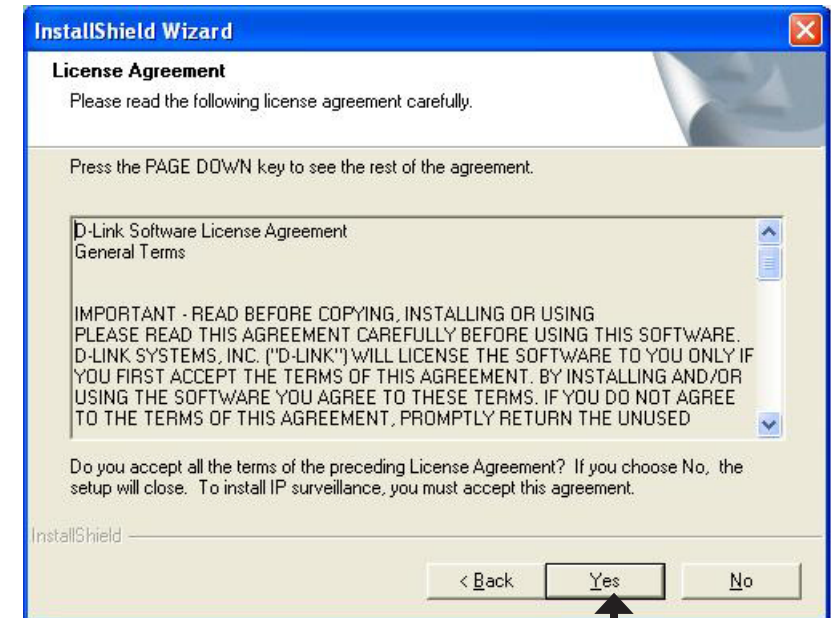 InstallShield Wizard
License Agreement
Please read the following license agreement carefully.
Press the PAGE DOWN key to see the rest of the agreement.
D-Link Software License Agreement
General Terms
IMPORTANT - READ BEFORE COPYING, INSTALLING OR USING
PLEASE READ THIS AGREEMENT CAREFULLY BEFORE USING THIS SOFTWARE.
D-LINK SYSTEMS, INC. ("D-LINK") WILL LICENSE THE SOFTWARE TO YOU ONLY IF
YOU FIRST ACCEPT THE TERMS OF THIS AGREEMENT. BY INSTALLING AND/OR
USING THE SOFTWARE YOU AGREE TO THESE TERMS. IF YOU DO NOT AGREE
TO THE TERMS OF THIS AGREEMENT, PROMPTLY RETURN THE UNUSED
Do you accept all the terms of the preceding License Agreement? If you choose No, the
setup will close. To install IP surveillance, you must accept this agreement.
InstallShield
< Back Yes No